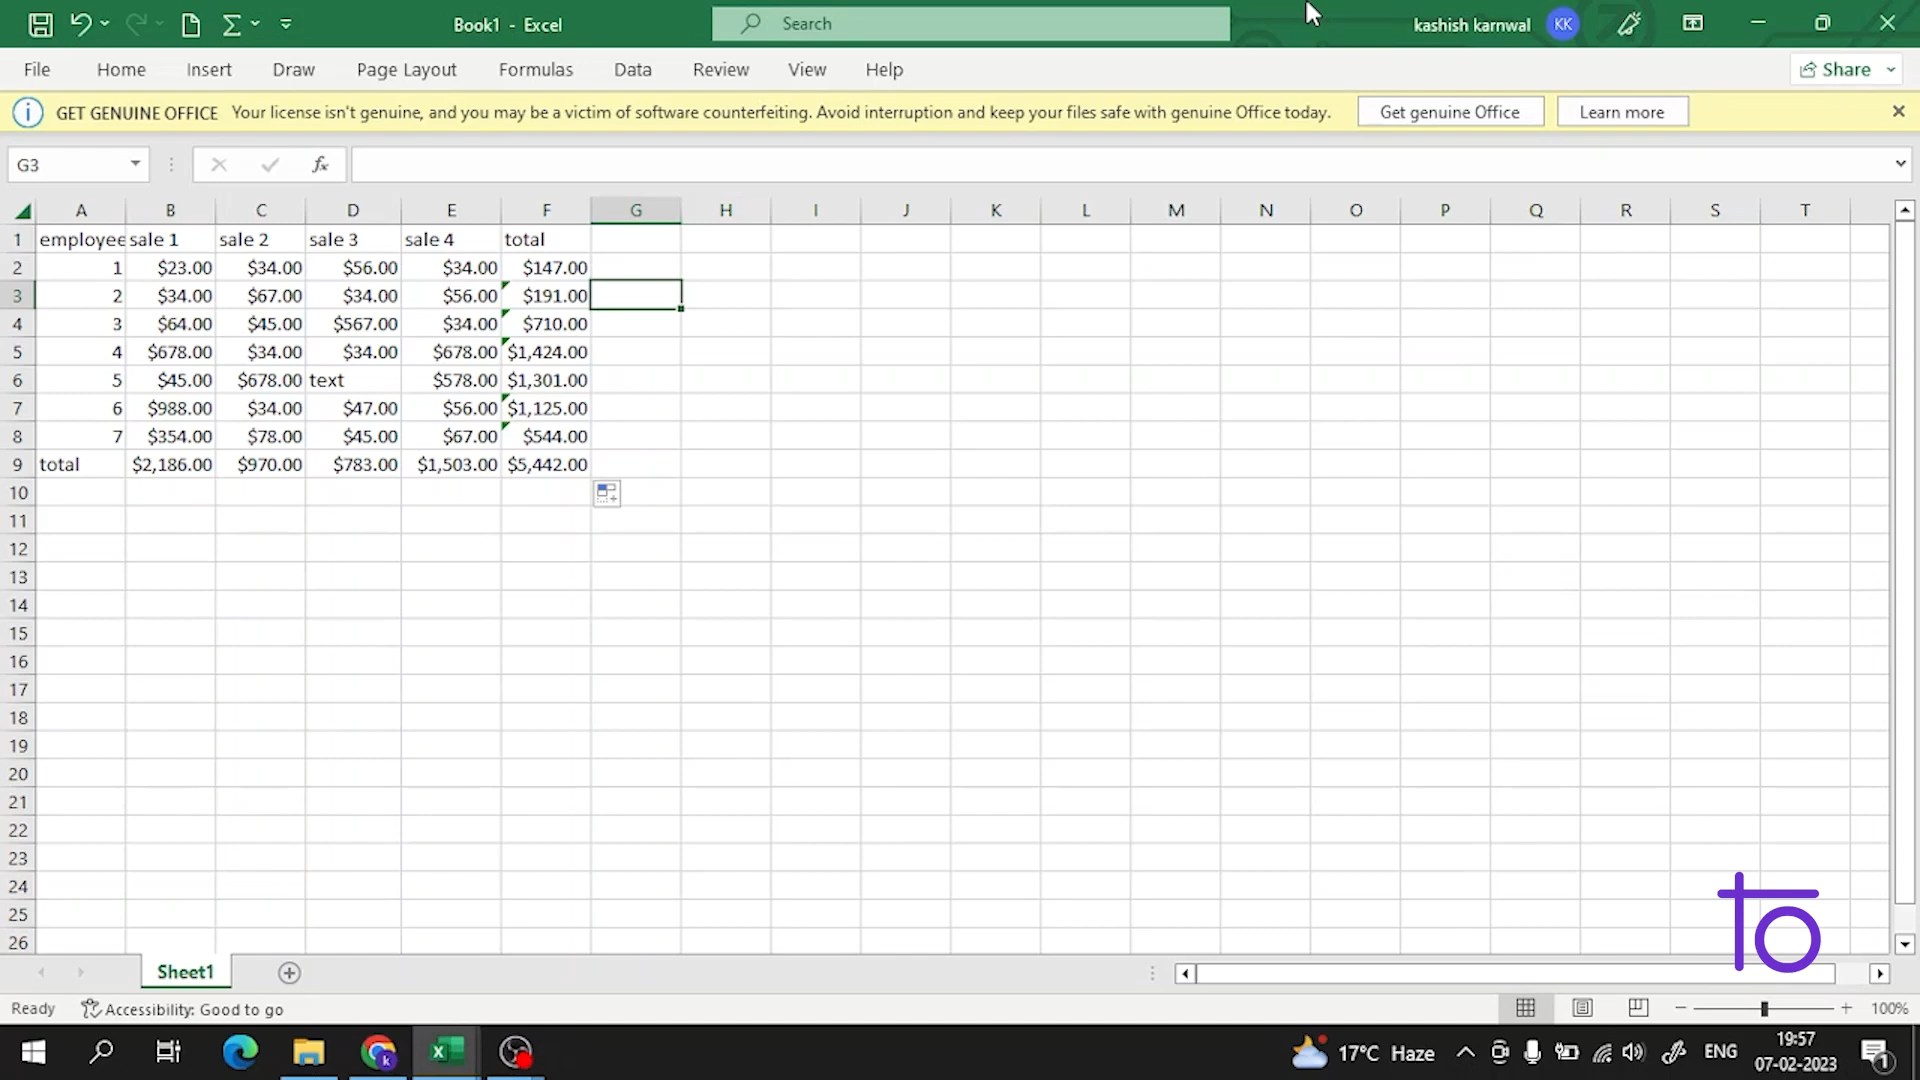 Book1 - Excel
Search
kashish karnwal
KK
File Home Insert Draw Page Layout Formulas Data Review View Help
Share
GET GENUINE OFFICE Your license isn't genuine, and you may be a victim of software counterfeiting. Avoid interruption and keep your files safe with genuine Office today. Get genuine Office Learn more
G3 fx
A B C D E F G H I J K L M N O P Q R S T
1 employee sale 1 sale 2 sale 3 sale 4 total
2 1 $23.00 $34.00 $56.00 $34.00 $147.00
3 2 $34.00 $67.00 $34.00 $56.00 $191.00
4 3 $64.00 $45.00 $567.00 $34.00 $710.00
5 4 $678.00 $34.00 $34.00 $678.00 $1,424.00
6 5 $45.00 $678.00 text $578.00 $1,301.00
7 6 $988.00 $34.00 $47.00 $56.00 $1,125.00
8 7 $354.00 $78.00 $45.00 $67.00 $544.00
9 total $2,186.00 $970.00 $783.00 $1,503.00 $5,442.00
10
11
12
13
14
15
16
17
18
19
20
21
22
23
24
25
26
to
Sheet1
Ready Accessibility: Good to go 100%
17°C Haze ENG 19:57
07-02-2023
1